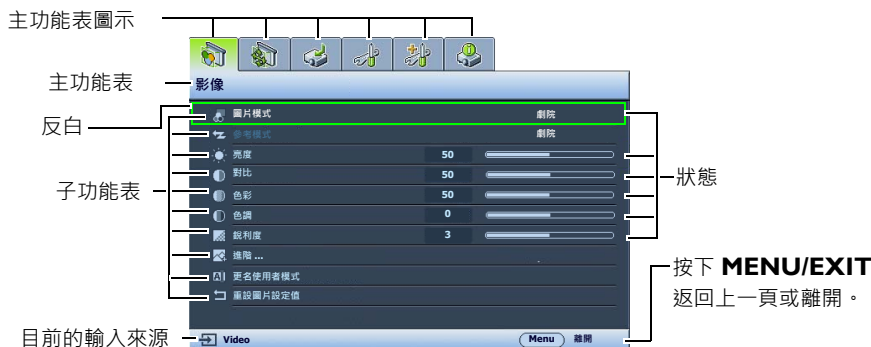 主功能表圖示
主功能表
影像
反白
圖片模式 劇院
參考模式 劇院
亮度 50
對比 50
子功能表
狀態
色彩 50
色調 0
銳利度 3
進階 ...
更名使用者模式
重設圖片設定值
按下 MENU/EXIT
返回上一頁或離開。
目前的輸入來源
Video
Menu 離開